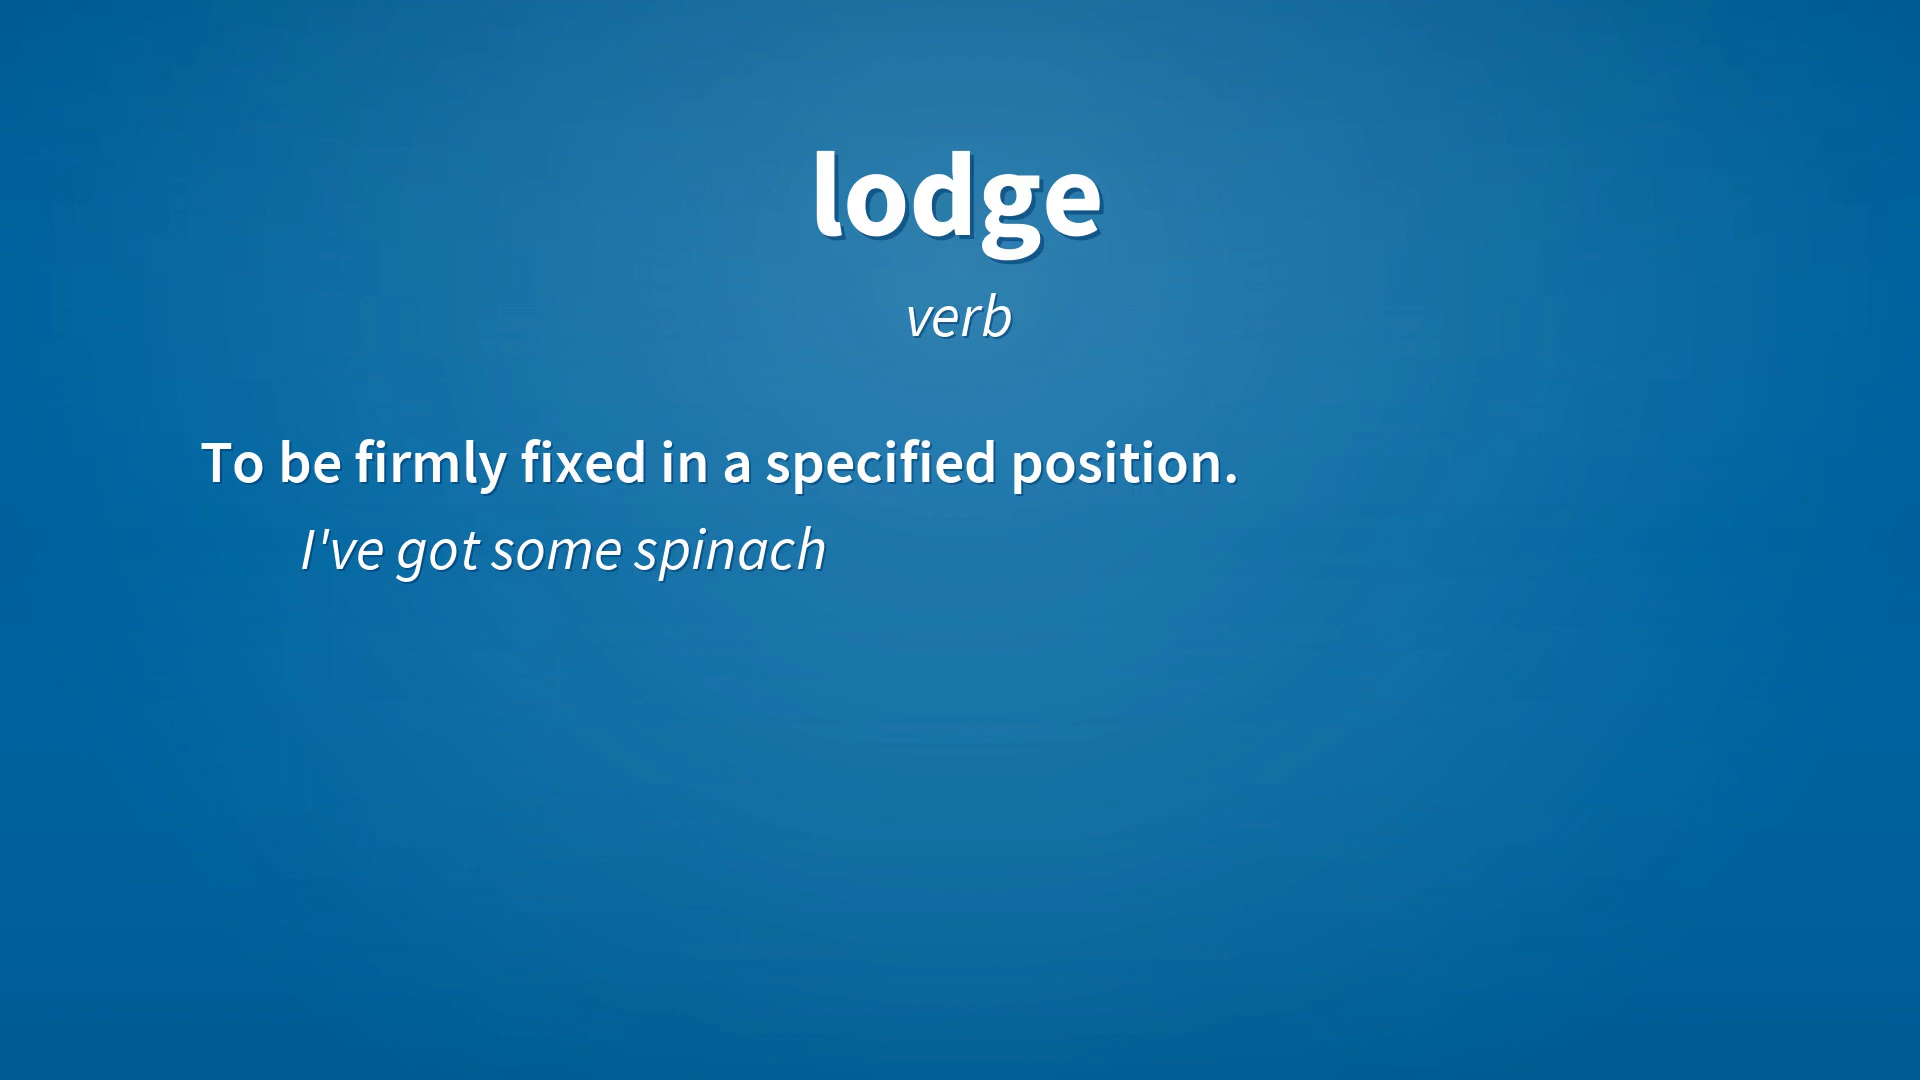 lodge
verb
To be firmly fixed in a specified position.
I've got some spinach